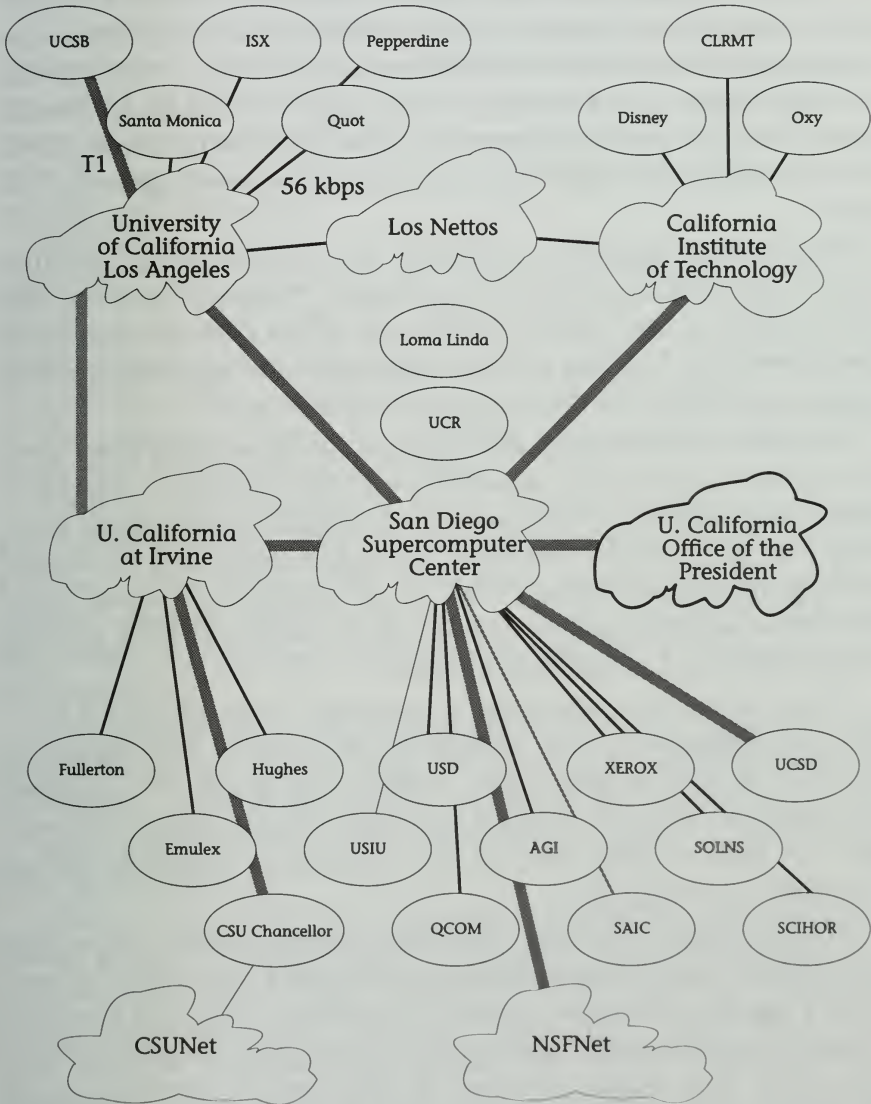 UCSB
ISX
Pepperdine
CLRMT
Santa Monica
Quot
Disney
Oxy
T1
56 kbps
University
of California
Los Angeles
Los Nettos
California
Institute
of Technology
Loma Linda
UCR
U. California
at Irvine
San Diego
Supercomputer
Center
U. California
Office of the
President
Fullerton
Hughes
USD
XEROX
UCSD
Emulex
USIU
AGI
SOLNS
CSU Chancellor
QCOM
SAIC
SCIHOR
CSUNet
NSFNet